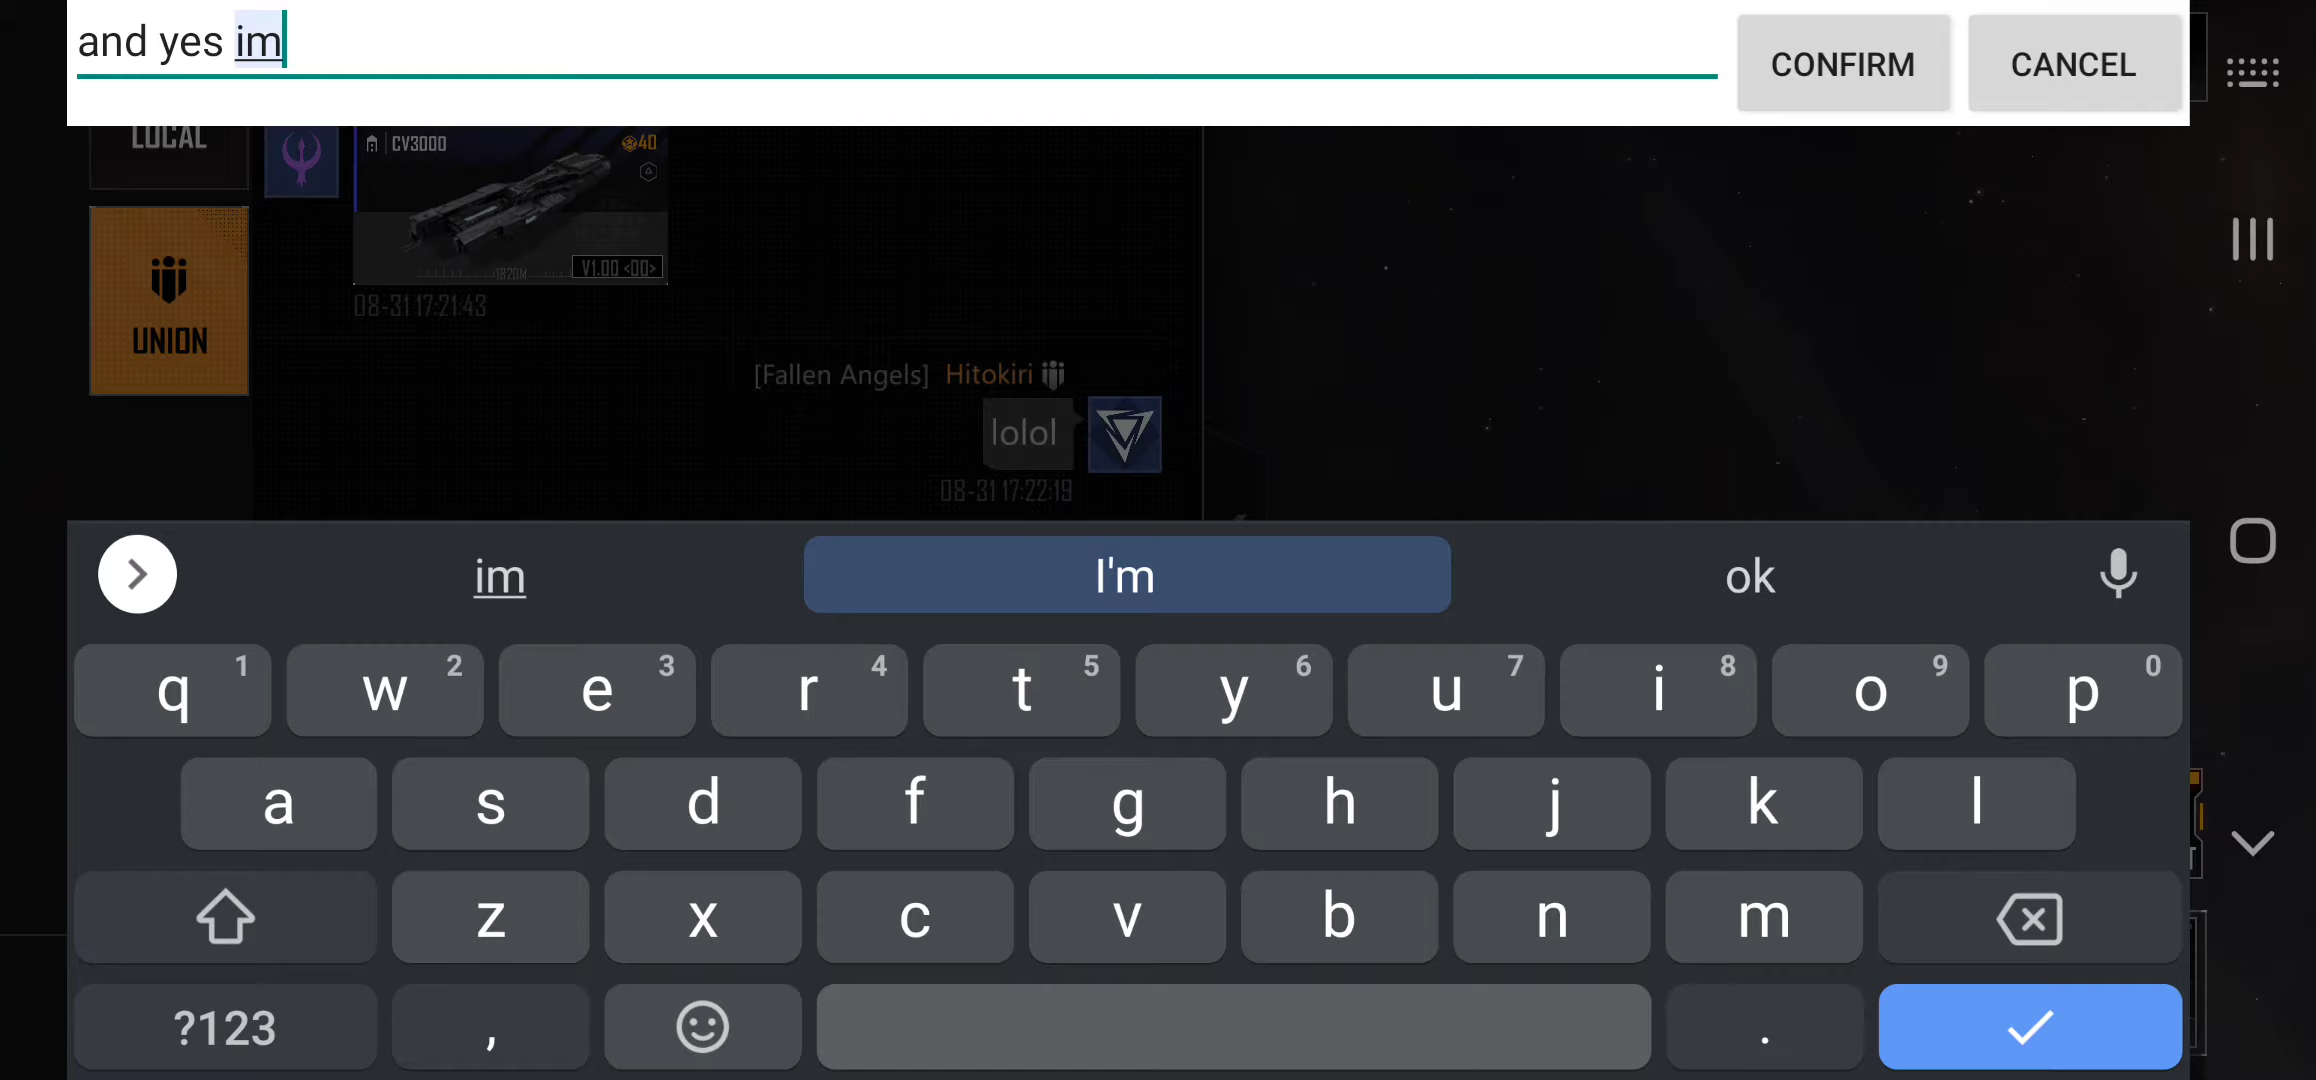 and yes im
CONFIRM
CANCEL
LOCAL
CV3000
40
1820M
V1.00 <00>
08-31 17:21:43
UNION
[Fallen Angels] Hitokiri
lolol
08-31 17:22:19
im
I'm
ok
q 1 w 2 e 3 r 4 t 5 y 6 u 7 i 8 o 9 p 0
a s d f g h j k l
z x c v b n m
?123 , .